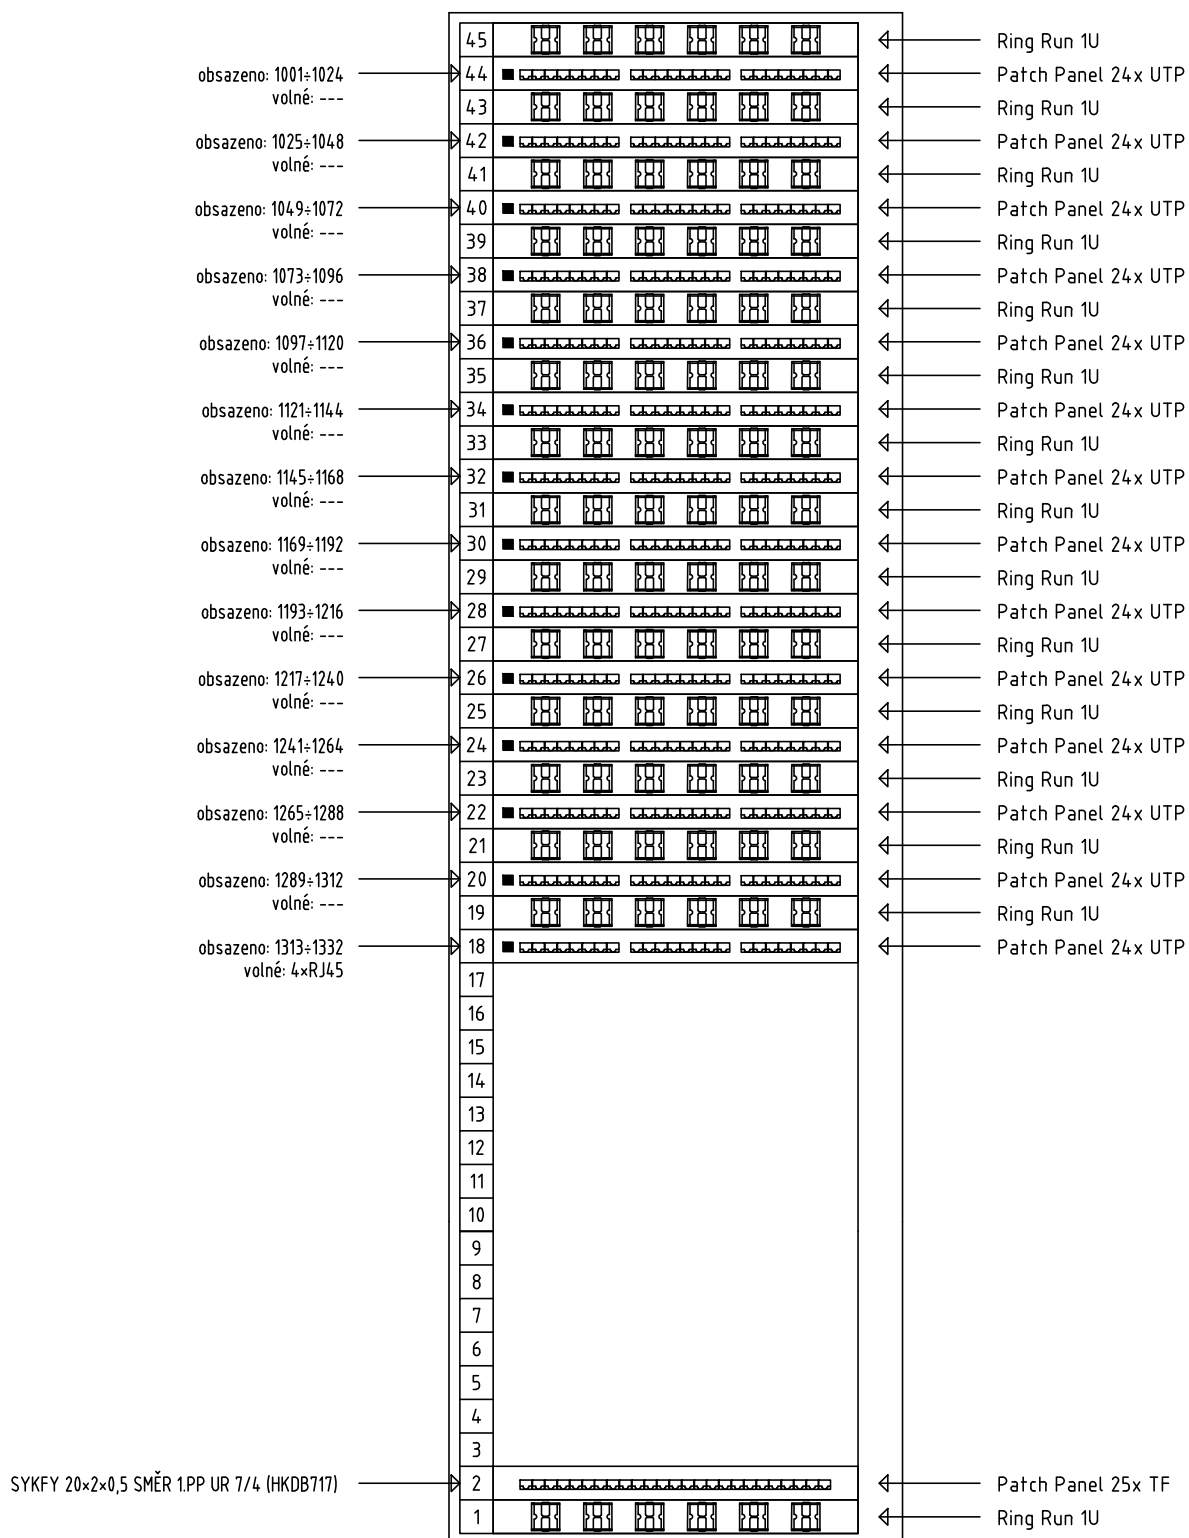 45 Ring Run 1U
obsazeno: 1001÷1024 44 Patch Panel 24x UTP
volné: ---
43 Ring Run 1U
obsazeno: 1025÷1048 42 Patch Panel 24x UTP
volné: ---
41 Ring Run 1U
obsazeno: 1049÷1072 40 Patch Panel 24x UTP
volné: ---
39 Ring Run 1U
obsazeno: 1073÷1096 38 Patch Panel 24x UTP
volné: ---
37 Ring Run 1U
obsazeno: 1097÷1120 36 Patch Panel 24x UTP
volné: ---
35 Ring Run 1U
obsazeno: 1121÷1144 34 Patch Panel 24x UTP
volné: ---
33 Ring Run 1U
obsazeno: 1145÷1168 32 Patch Panel 24x UTP
volné: ---
31 Ring Run 1U
obsazeno: 1169÷1192 30 Patch Panel 24x UTP
volné: ---
29 Ring Run 1U
obsazeno: 1193÷1216 28 Patch Panel 24x UTP
volné: ---
27 Ring Run 1U
obsazeno: 1217÷1240 26 Patch Panel 24x UTP
volné: ---
25 Ring Run 1U
obsazeno: 1241÷1264 24 Patch Panel 24x UTP
volné: ---
23 Ring Run 1U
obsazeno: 1265÷1288 22 Patch Panel 24x UTP
volné: ---
21 Ring Run 1U
obsazeno: 1289÷1312 20 Patch Panel 24x UTP
volné: ---
19 Ring Run 1U
obsazeno: 1313÷1332 18 Patch Panel 24x UTP
volné: 4×RJ45
17
16
15
14
13
12
11
10
9
8
7
6
5
4
3
SYKFY 20×2×0,5 SMĚR 1.PP UR 7/4 (HKDB717) 2 Patch Panel 25x TF
1 Ring Run 1U